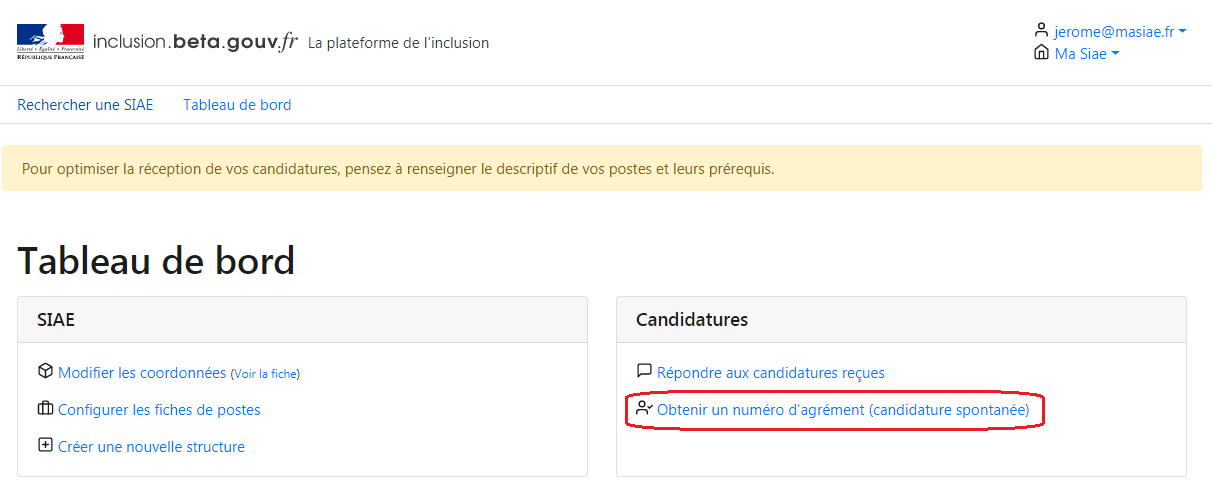 inclusion.beta.gouv.fr La plateforme de l'inclusion
Liberté • Égalité • Fraternité
RÉPUBLIQUE FRANÇAISE
jerome@masiae.fr
Ma Siae
Rechercher une SIAE Tableau de bord
Pour optimiser la réception de vos candidatures, pensez à renseigner le descriptif de vos postes et leurs prérequis.
Tableau de bord
SIAE
Modifier les coordonnées (Voir la fiche)
Configurer les fiches de postes
Créer une nouvelle structure
Candidatures
Répondre aux candidatures reçues
Obtenir un numéro d'agrément (candidature spontanée)